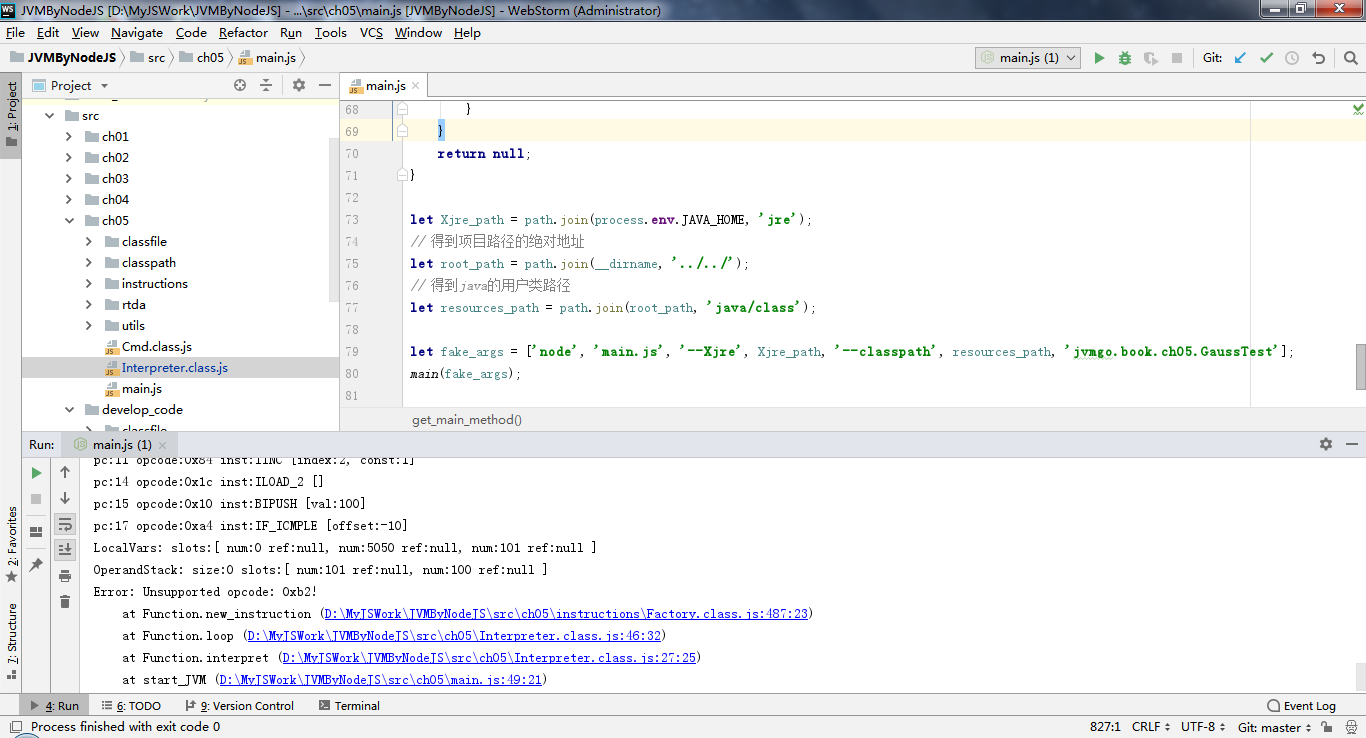 WS JVMByNodeJS [D:\MyJSWork\JVMByNodeJS] - ...\src\ch05\main.js [JVMByNodeJS] - WebStorm (Administrator)
File Edit View Navigate Code Refactor Run Tools VCS Window Help
JVMByNodeJS src ch05 main.js main.js (1) Git:
1: Project
Project
src
ch01
ch02
ch03
ch04
ch05
classfile
classpath
instructions
rtda
utils
Cmd.class.js
Interpreter.class.js
main.js
develop_code
classfile
main.js
68 }
69 }
70 return null;
71 }
72
73 let Xjre_path = path.join(process.env.JAVA_HOME, 'jre');
74 // 得到项目路径的绝对地址
75 let root_path = path.join(__dirname, '../../');
76 // 得到java的用户类路径
77 let resources_path = path.join(root_path, 'java/class');
78
79 let fake_args = ['node', 'main.js', '--Xjre', Xjre_path, '--classpath', resources_path, 'jvmgo.book.ch05.GaussTest'];
80 main(fake_args);
81
get_main_method()
Run: main.js (1)
pc:11 opcode:0x84 inst:IINC [index:2, const:1]
pc:14 opcode:0x1c inst:ILOAD_2 []
pc:15 opcode:0x10 inst:BIPUSH [val:100]
pc:17 opcode:0xa4 inst:IF_ICMPLE [offset:-10]
LocalVars: slots:[ num:0 ref:null, num:5050 ref:null, num:101 ref:null ]
OperandStack: size:0 slots:[ num:101 ref:null, num:100 ref:null ]
Error: Unsupported opcode: 0xb2!
at Function.new_instruction (D:\MyJSWork\JVMByNodeJS\src\ch05\instructions\Factory.class.js:487:23)
at Function.loop (D:\MyJSWork\JVMByNodeJS\src\ch05\Interpreter.class.js:46:32)
at Function.interpret (D:\MyJSWork\JVMByNodeJS\src\ch05\Interpreter.class.js:27:25)
at start_JVM (D:\MyJSWork\JVMByNodeJS\src\ch05\main.js:49:21)
2: Favorites
7: Structure
4: Run 6: TODO 9: Version Control Terminal Event Log
Process finished with exit code 0 827:1 CRLF UTF-8 Git: master